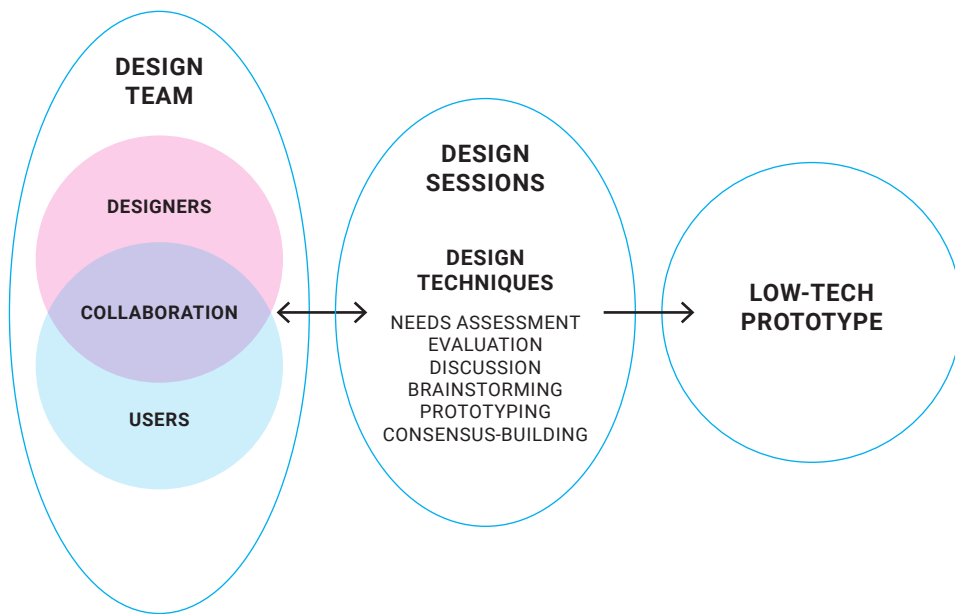 DESIGN
TEAM
DESIGNERS
COLLABORATION
USERS
DESIGN
SESSIONS
DESIGN
TECHNIQUES
NEEDS ASSESSMENT
EVALUATION
DISCUSSION
BRAINSTORMING
PROTOTYPING
CONSENSUS-BUILDING
LOW-TECH
PROTOTYPE